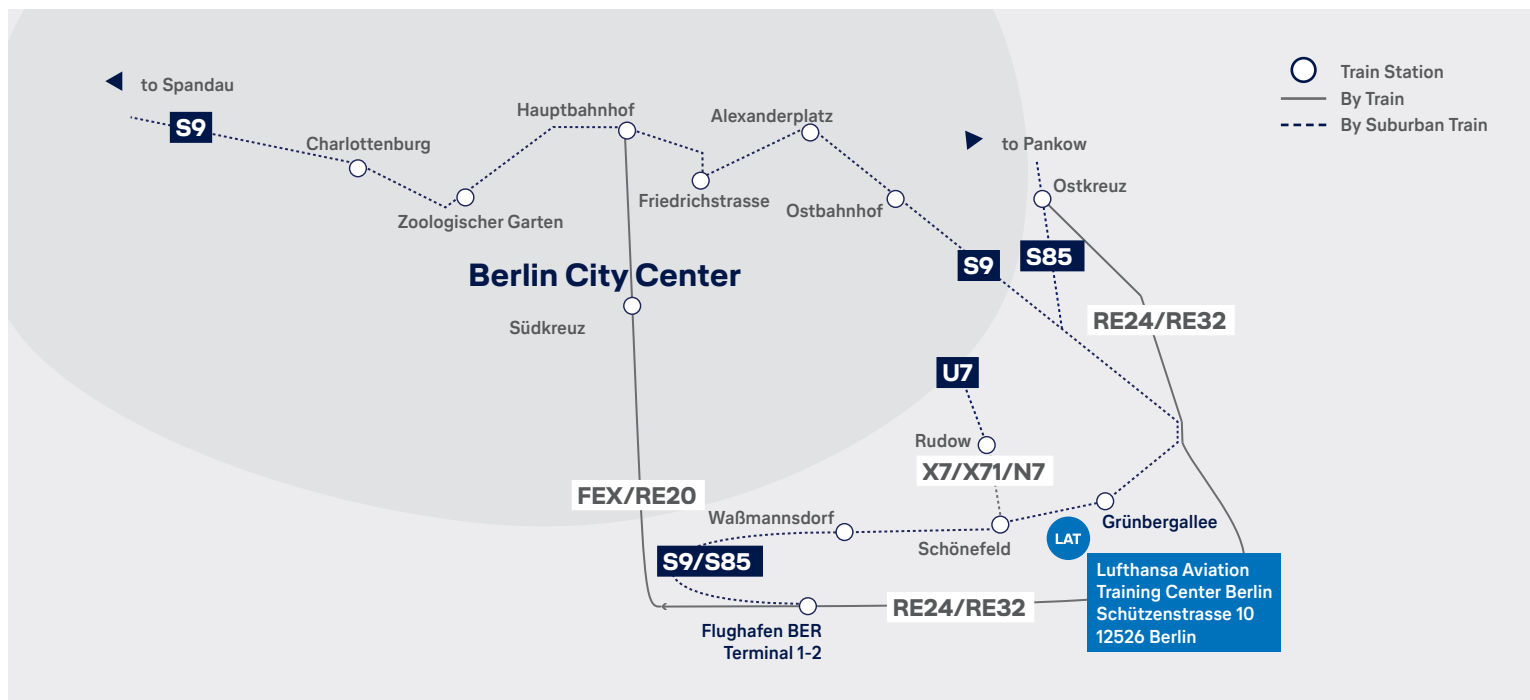 to Spandau
S9
Charlottenburg
Zoologischer Garten
Hauptbahnhof
Friedrichstrasse
Alexanderplatz
Ostbahnhof
to Pankow
Ostkreuz
Train Station
By Train
By Suburban Train
S9
S85
RE24/RE32
Berlin City Center
Südkreuz
U7
Rudow
X7/X71/N7
FEX/RE20
Waßmannsdorf
Schönefeld
Grünbergallee
LAT
S9/S85
Lufthansa Aviation
Training Center Berlin
Schützenstrasse 10
12526 Berlin
RE24/RE32
Flughafen BER
Terminal 1-2